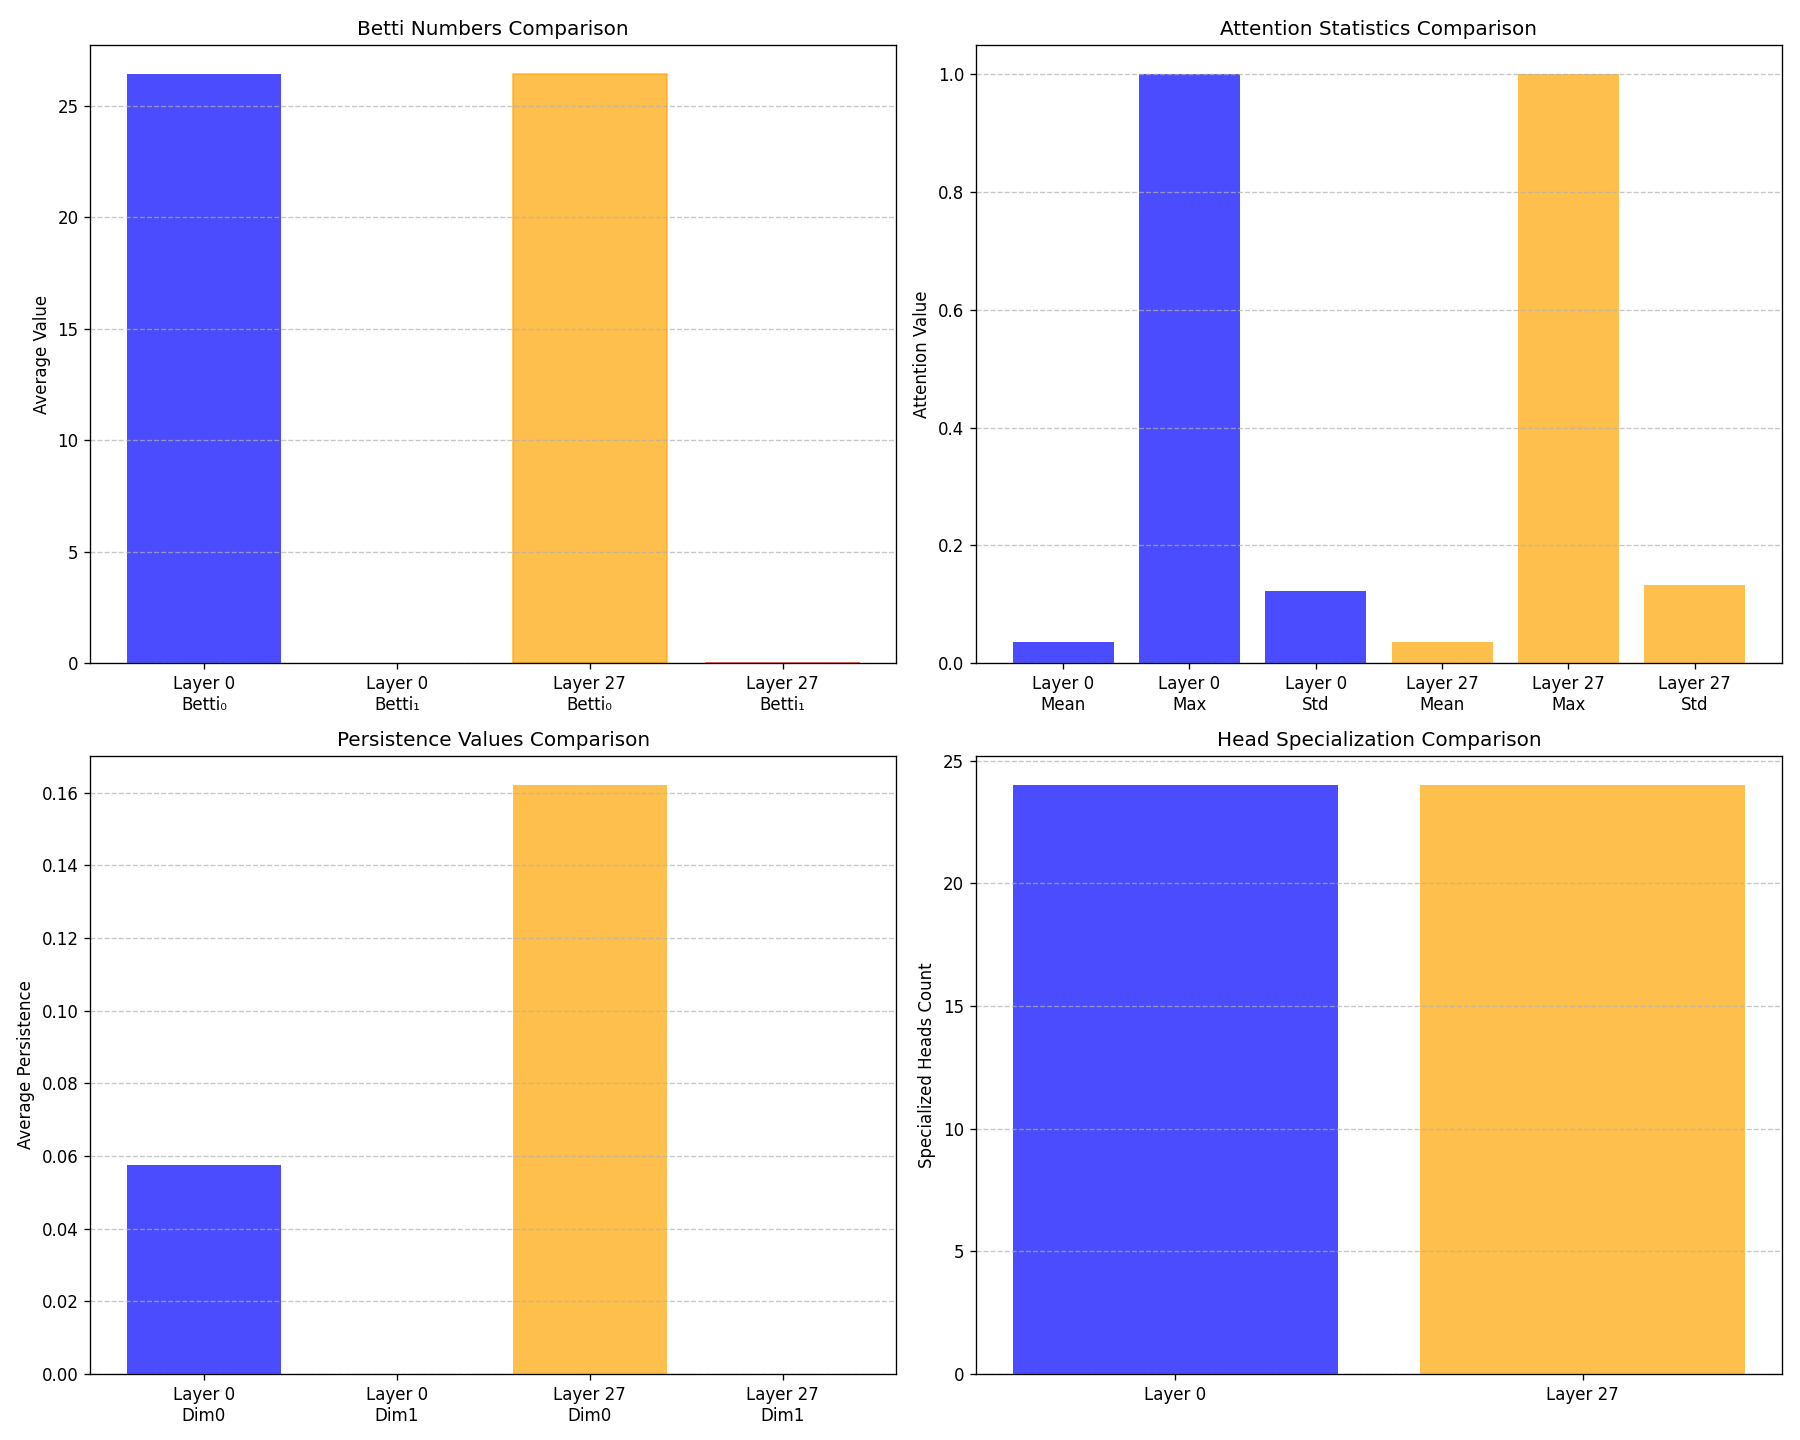 Betti Numbers Comparison
Average Value
25
20
15
10
5
0
Layer 0
Betti₀
Layer 0
Betti₁
Layer 27
Betti₀
Layer 27
Betti₁
Attention Statistics Comparison
Attention Value
1.0
0.8
0.6
0.4
0.2
0.0
Layer 0
Mean
Layer 0
Max
Layer 0
Std
Layer 27
Mean
Layer 27
Max
Layer 27
Std
Persistence Values Comparison
Average Persistence
0.16
0.14
0.12
0.10
0.08
0.06
0.04
0.02
0.00
Layer 0
Dim0
Layer 0
Dim1
Layer 27
Dim0
Layer 27
Dim1
Head Specialization Comparison
Specialized Heads Count
25
20
15
10
5
0
Layer 0
Layer 27